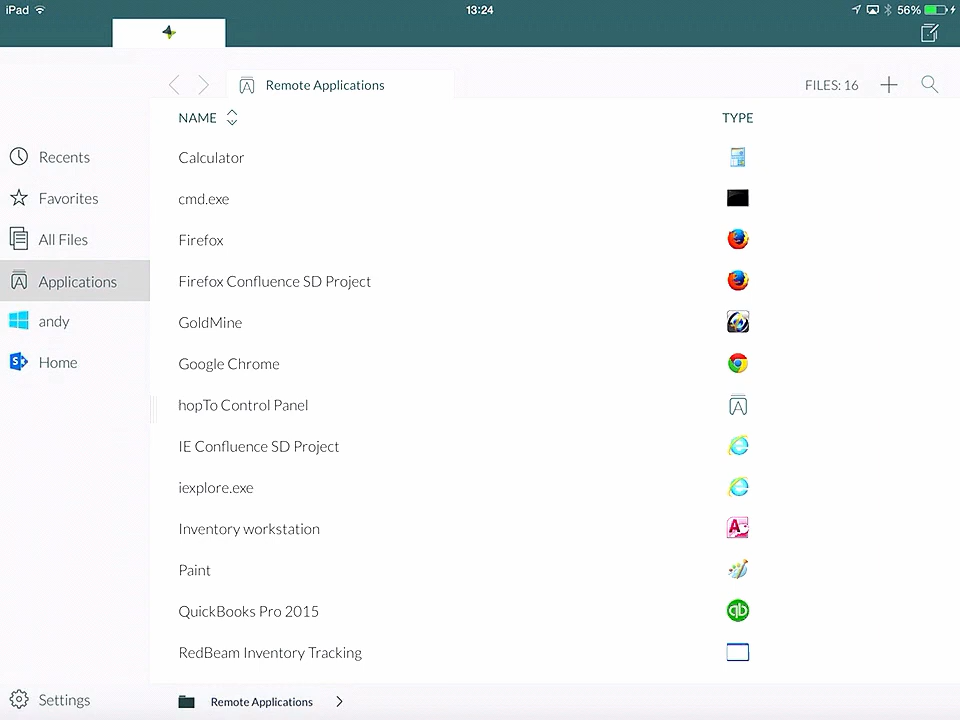 iPad 13:24 56%
Remote Applications FILES: 16
NAME TYPE
Recents
Favorites
All Files
Applications
andy
Home
Settings
Calculator
cmd.exe
Firefox
Firefox Confluence SD Project
GoldMine
Google Chrome
hopTo Control Panel
IE Confluence SD Project
iexplore.exe
Inventory workstation
Paint
QuickBooks Pro 2015
RedBeam Inventory Tracking
Remote Applications